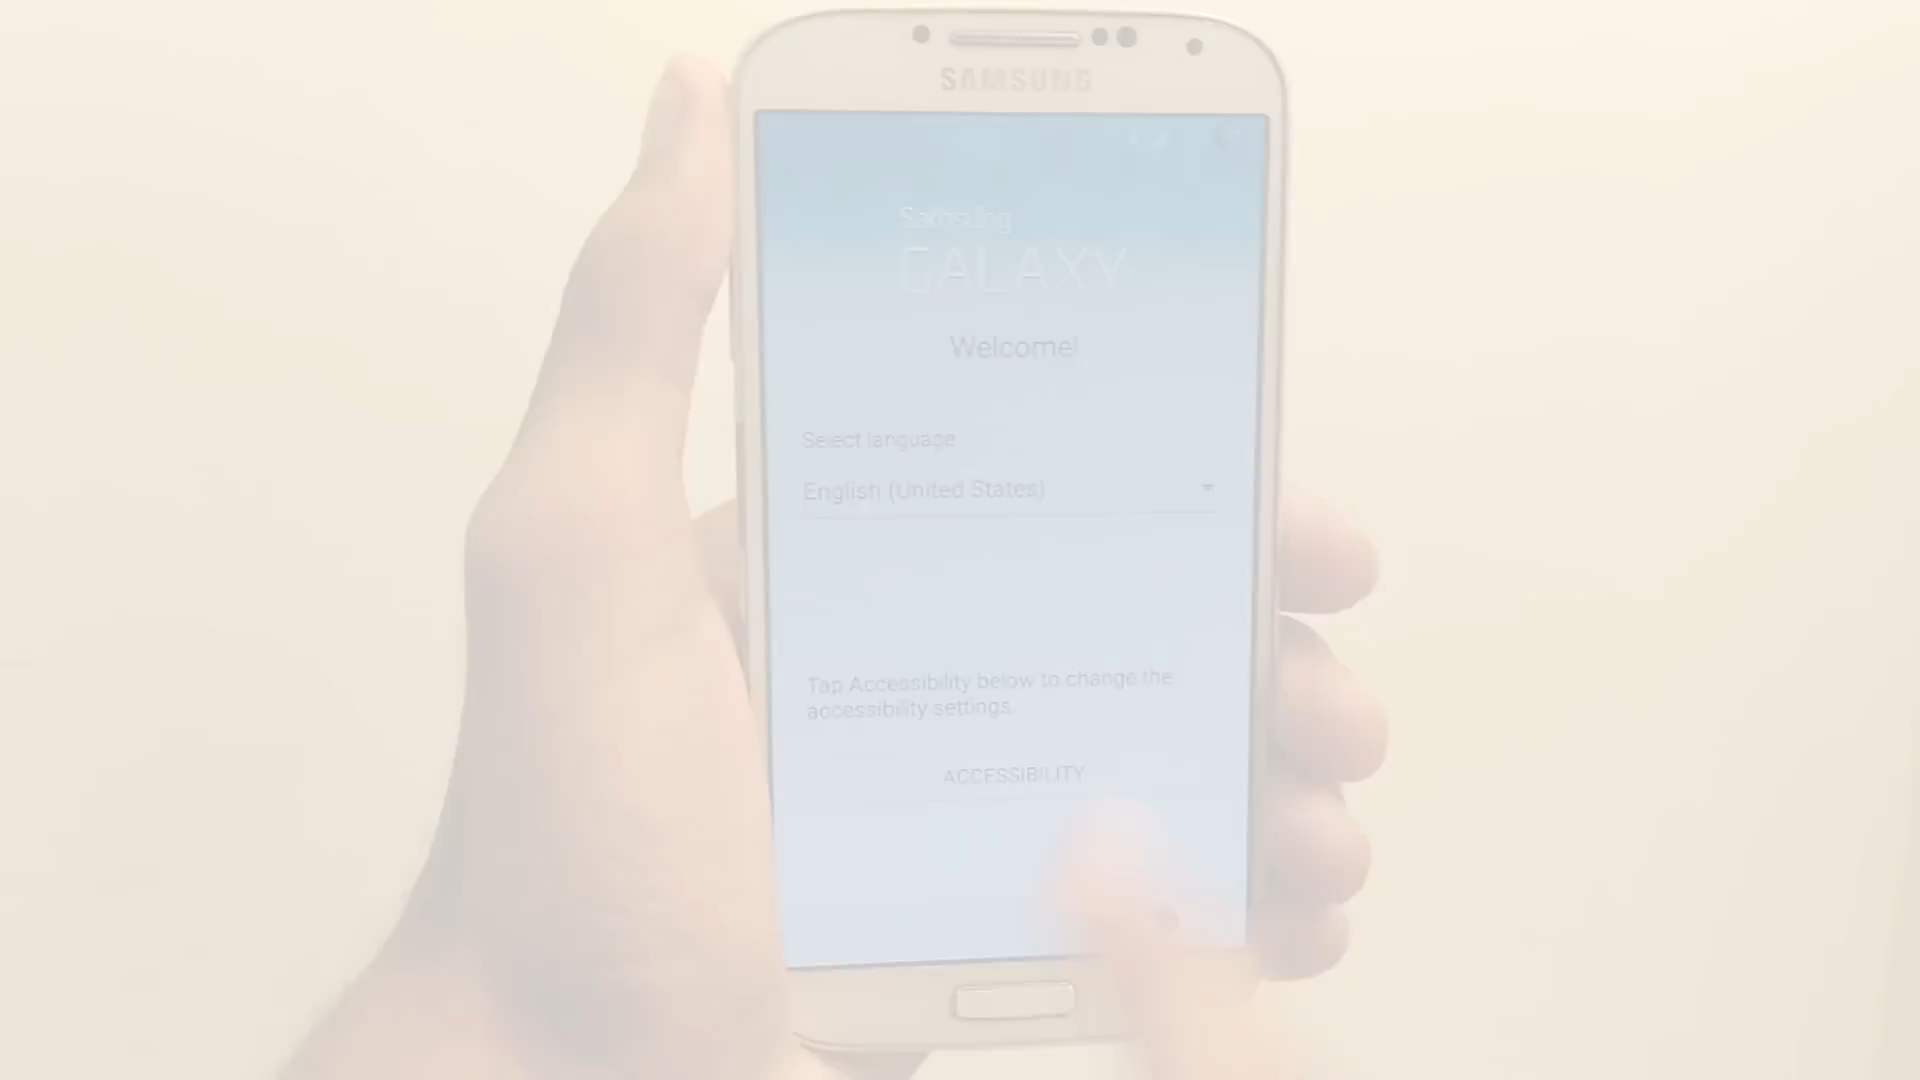 SAMSUNG
Samsung
GALAXY
Welcome!
Select language
English (United States)
Tap Accessibility below to change the
accessibility settings.
ACCESSIBILITY